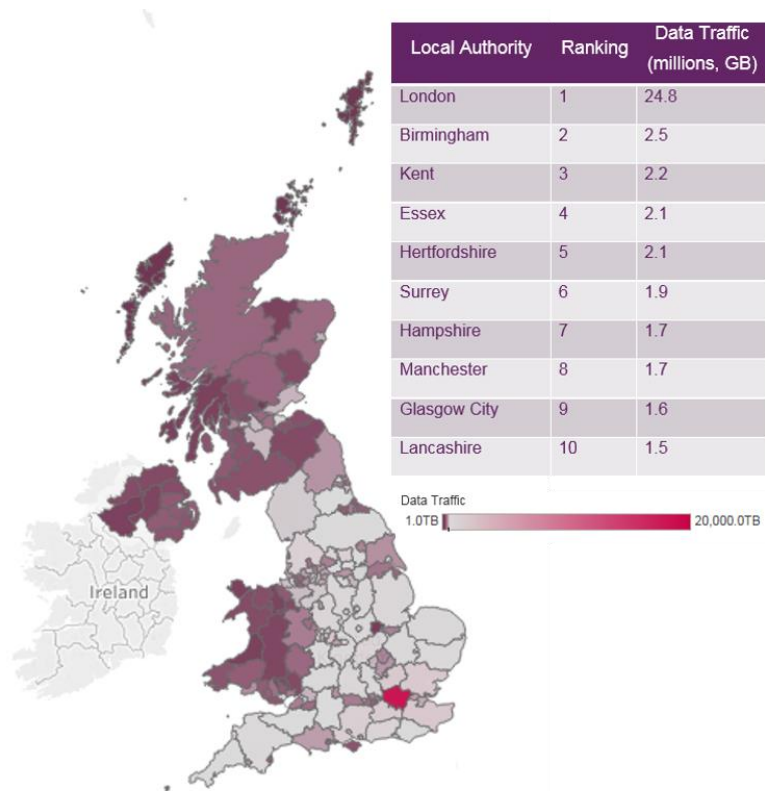 Local Authority Ranking Data Traffic (millions, GB)
London 1 24.8
Birmingham 2 2.5
Kent 3 2.2
Essex 4 2.1
Hertfordshire 5 2.1
Surrey 6 1.9
Hampshire 7 1.7
Manchester 8 1.7
Glasgow City 9 1.6
Lancashire 10 1.5
Data Traffic
1.0TB 20,000.0TB
Ireland